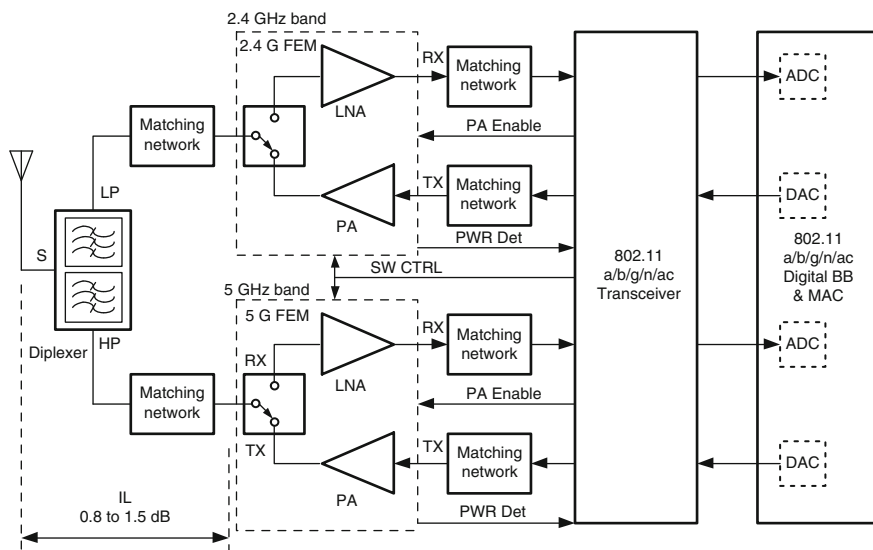 2.4 GHz band
2.4 G FEM
LNA
RX
Matching
network
ADC
Matching
network
PA Enable
LP
TX
Matching
network
DAC
PA
S
PWR Det
SW CTRL
802.11
a/b/g/n/ac
Transceiver
802.11
a/b/g/n/ac
Digital BB
& MAC
5 GHz band
5 G FEM
Diplexer
HP
RX
LNA
RX
Matching
network
ADC
Matching
network
PA Enable
TX
TX
Matching
network
DAC
PA
PWR Det
IL
0.8 to 1.5 dB